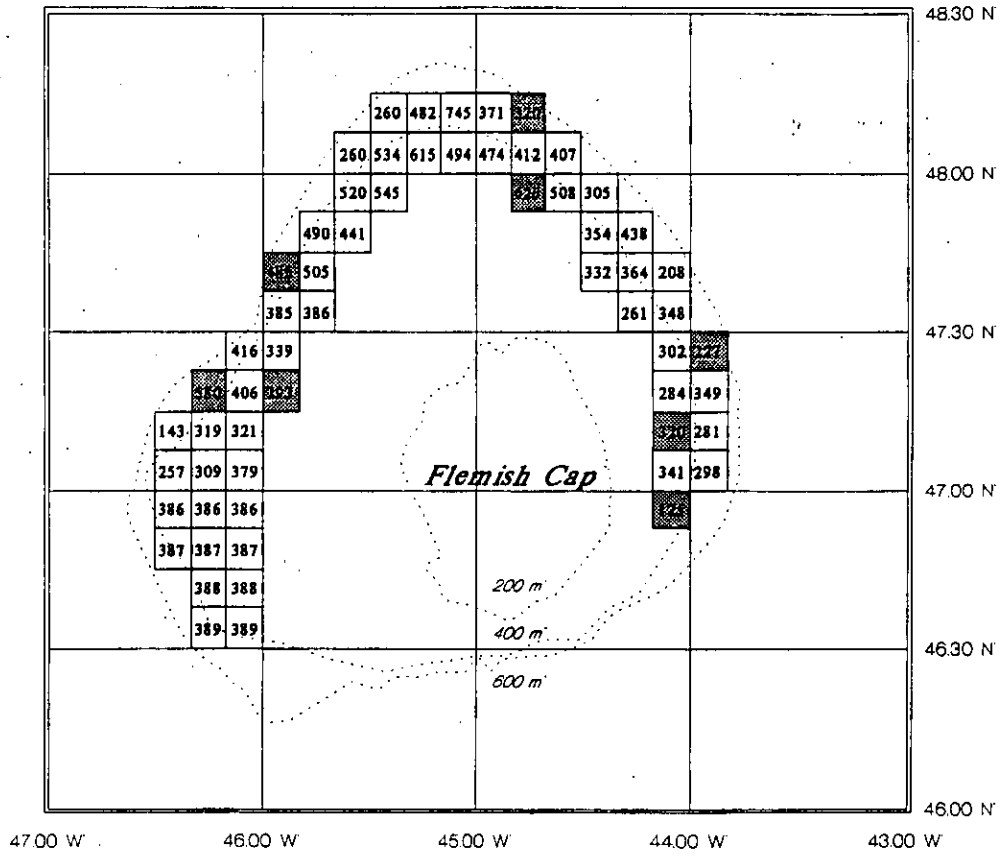 48.30 N
260 482 745 371 320
260 534 615 494 474 412 407
48.00 N
520 545 508 305
490 441 354 438
505 332 364 208
385 386 261 348
47.30 N
416 339 302
406 284 349
143 319 321 320 281
257 309 379 341 298
Flemish Cap
47.00 N
386 386 386
387 387 387
388 388
200 m
389 389
400 m
46.30 N
600 m
46.00 N
47.00 W 46.00 W 45.00 W 44.00 W 43.00 W